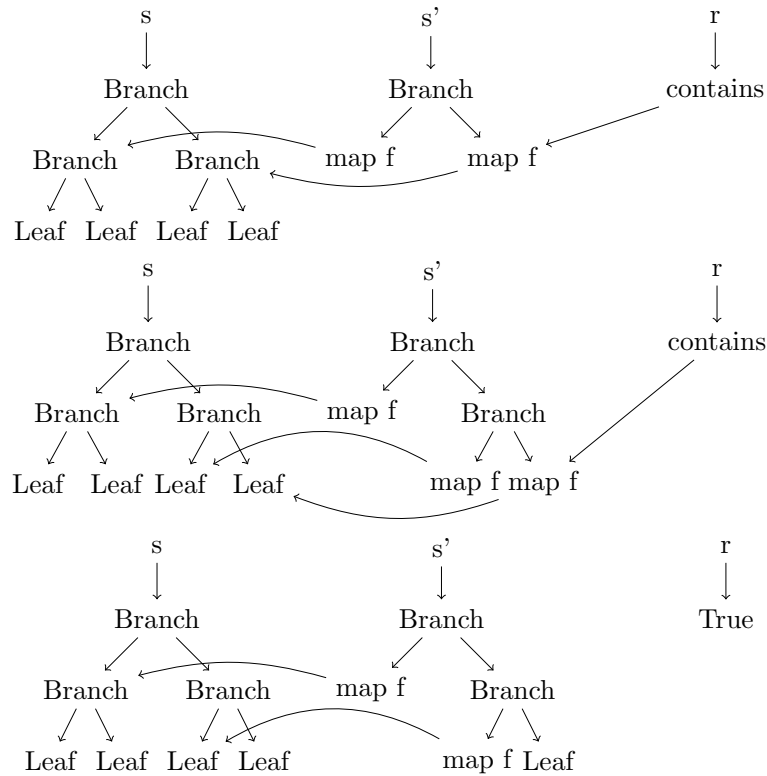 s s' r
Branch Branch contains
Branch Branch map f map f
Leaf Leaf Leaf Leaf
s s' r
Branch Branch contains
Branch Branch map f Branch
Leaf Leaf Leaf Leaf map f map f
s s' r
Branch Branch True
Branch Branch map f Branch
Leaf Leaf Leaf Leaf map f Leaf